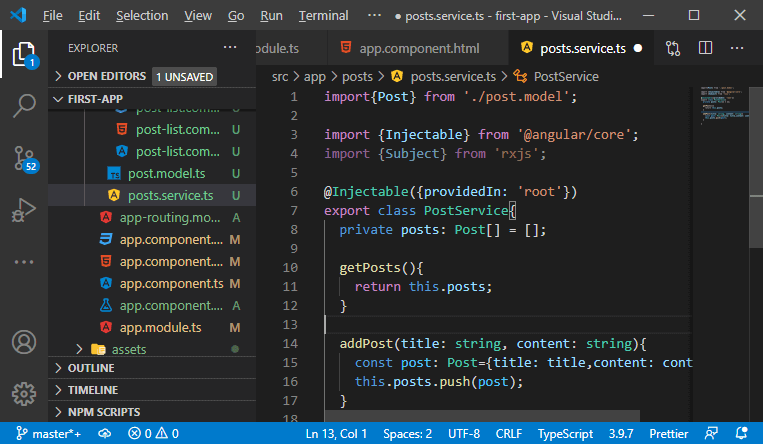 File Edit Selection View Go Run Terminal ··· posts.service.ts - first-app - Visual Studi...
EXPLORER ···
OPEN EDITORS 1 UNSAVED
FIRST-APP
post-list.com... U
post-list.com... U
TS post.model.ts U
posts.service.ts U
app-routing.mo... A
app.component.... M
app.component.... M
app.component.ts M
app.component.... A
app.module.ts M
assets
OUTLINE
TIMELINE
NPM SCRIPTS
1
52
odule.ts app.component.html posts.service.ts ···
src > app > posts > posts.service.ts > PostService
1 import{Post} from './post.model';
2
3 import {Injectable} from '@angular/core';
4 import {Subject} from 'rxjs';
5
6 @Injectable({providedIn: 'root'})
7 export class PostService{
8 private posts: Post[] = [];
9
10 getPosts(){
11 return this.posts;
12 }
13
14 addPost(title: string, content: string){
15 const post: Post={title: title,content: cont
16 this.posts.push(post);
17 }
18
master*+ 0 0 Ln 13, Col 1 Spaces: 2 UTF-8 CRLF TypeScript 3.9.7 Prettier